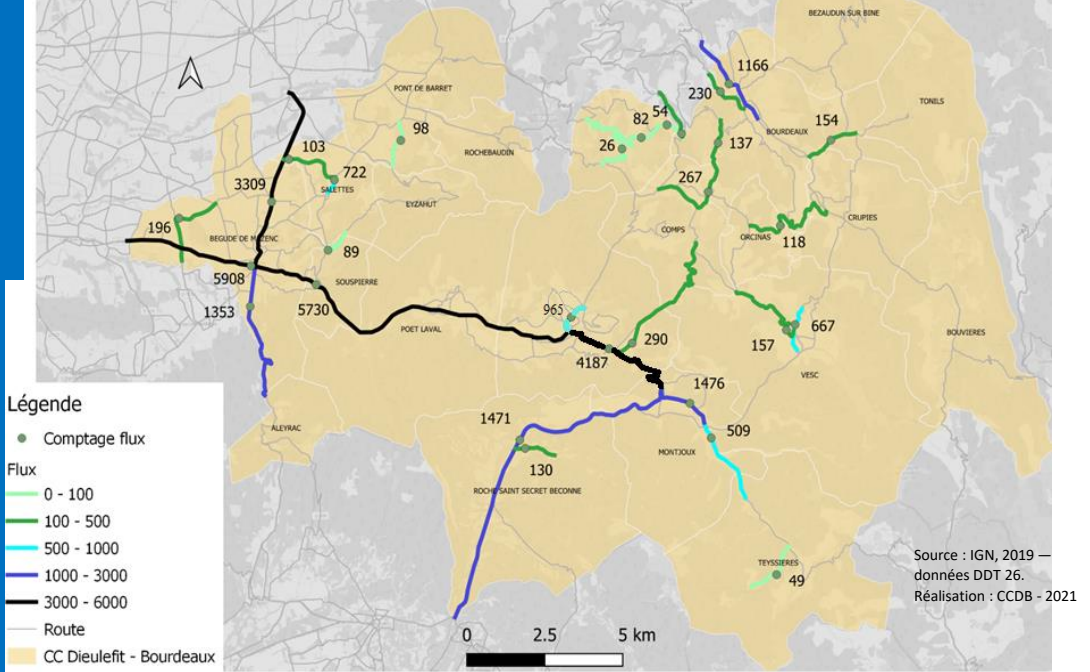 BEZAUDUN SUR BINE
1166
PONT DE BARRET
230
TONILS
54
98
82
154
BOURDEAUX
26
137
103
ROCHEBAUDIN
722
267
3309
SALETTES
EYZAHUT
CRUPIES
196
COMPS
ORCINAS
118
BEGUDE DE MAZENC
89
5908
SOUSPIERRE
1353
5730
965
667
POET LAVAL
290
157
BOUVIERES
4187
VESC
1476
Légende
1471
509
ALEYRAC
Comptage flux
MONTJOUX
130
Flux
ROCHE SAINT SECRET BECONNE
0 - 100
100 - 500
500 - 1000
1000 - 3000
3000 - 6000
Route
CC Dieulefit - Bourdeaux
TEYSSIERES
49
Source : IGN, 2019 —
données DDT 26.
Réalisation : CCDB - 2021
0 2.5 5 km